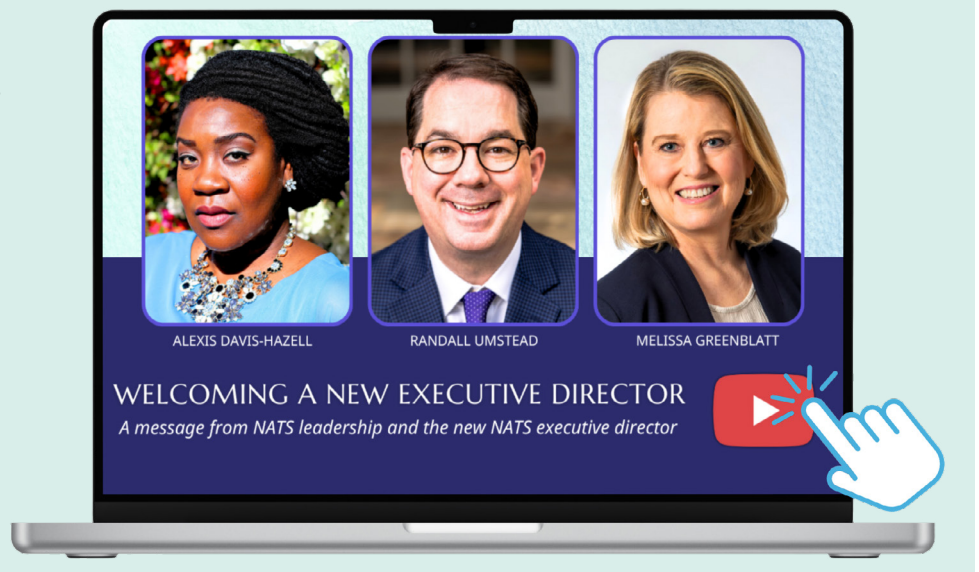 ALEXIS DAVIS-HAZELL
RANDALL UMSTEAD
MELISSA GREENBLATT
WELCOMING A NEW EXECUTIVE DIRECTOR
A message from NATS leadership and the new NATS executive director